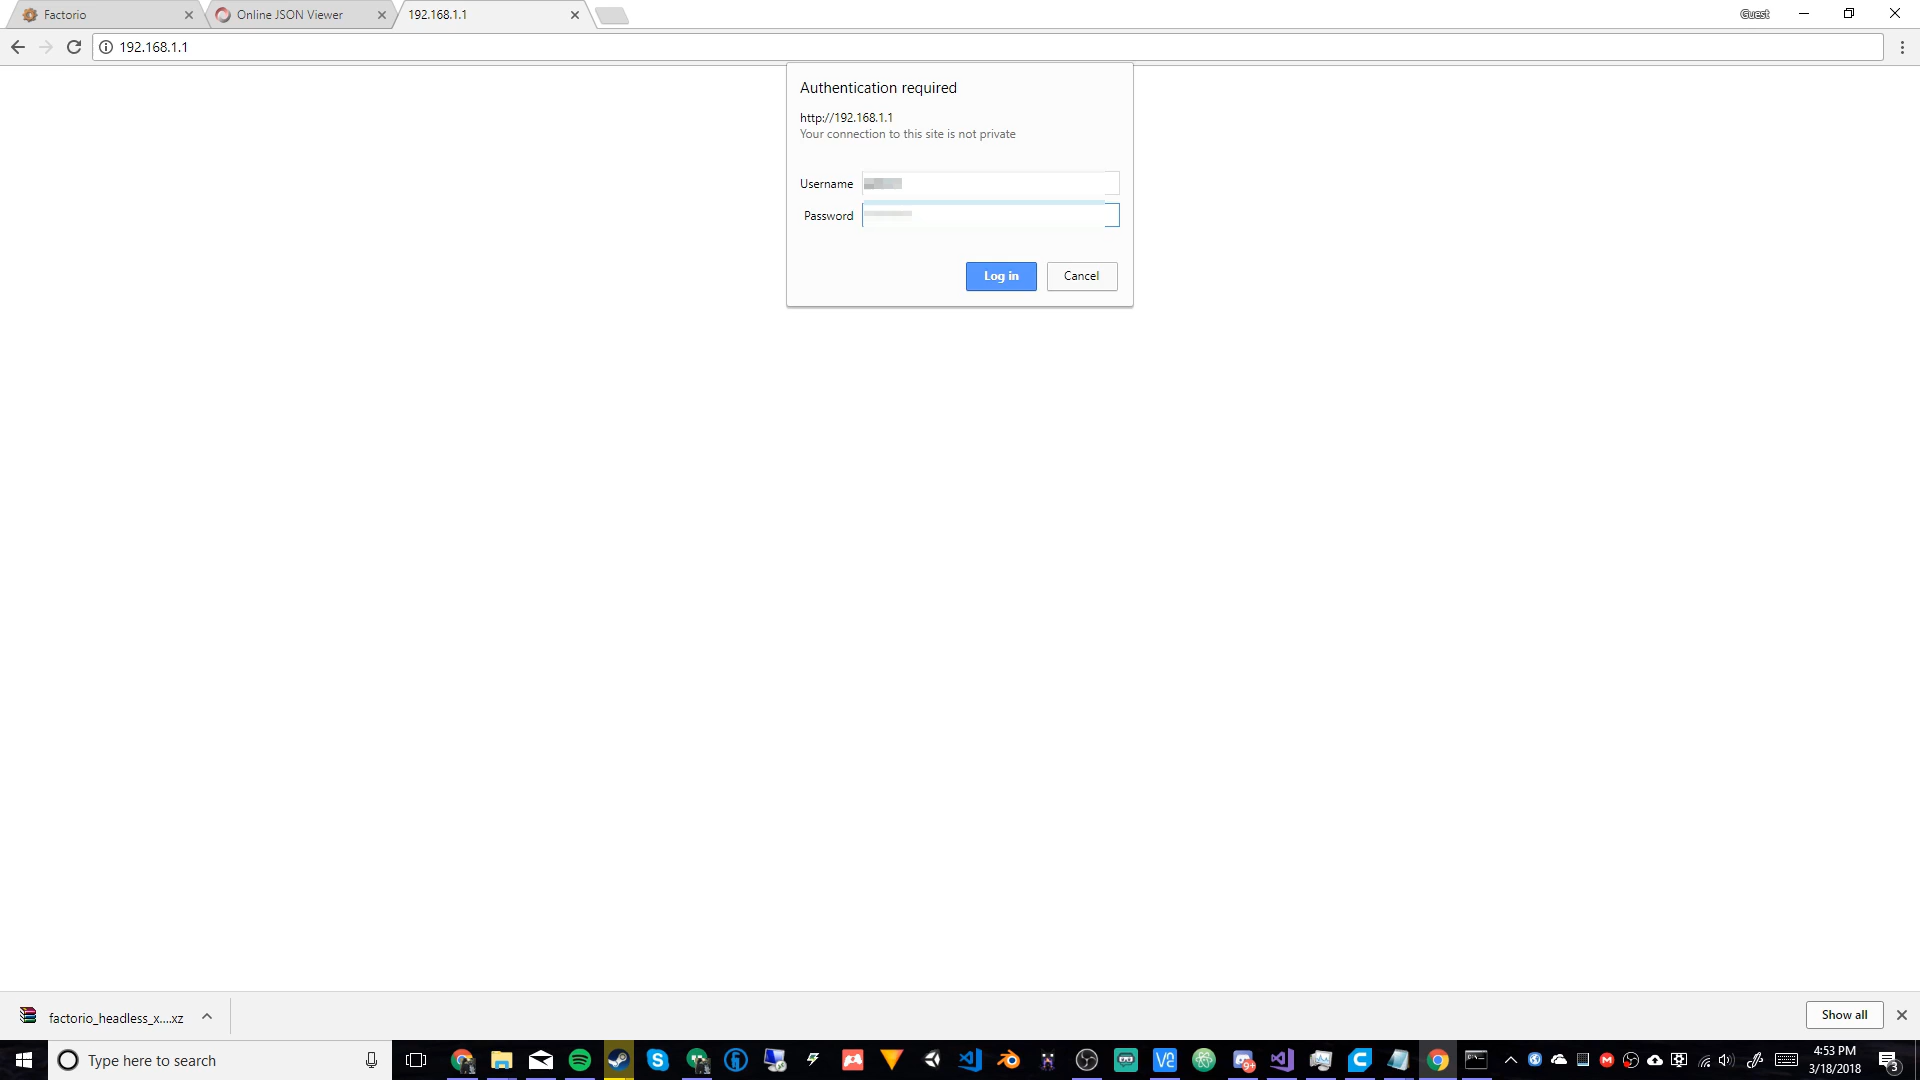 Factorio
Online JSON Viewer
192.168.1.1
Guest
192.168.1.1
Authentication required
http://192.168.1.1
Your connection to this site is not private
Username
Password
Log in
Cancel
factorio_headless_x....xz
Show all
Type here to search
4:53 PM
3/18/2018
3